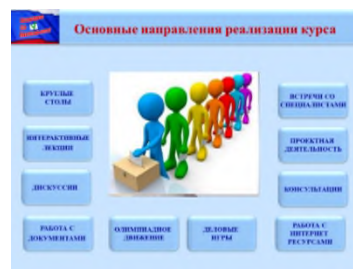 Основные направления реализации курса
КРУГЛЫЕ
СТОЛЫ
ВСТРЕЧИ СО
СПЕЦИАЛИСТАМИ
ИНТЕРАКТИВНЫЕ
ЛЕКЦИИ
ПРОЕКТНАЯ
ДЕЯТЕЛЬНОСТЬ
ДИСКУССИИ
КОНСУЛЬТАЦИИ
РАБОТА С
ДОКУМЕНТАМИ
ОЛИМПИАДНОЕ
ДВИЖЕНИЕ
ДЕЛОВЫЕ
ИГРЫ
РАБОТА С
ИНТЕРНЕТ
РЕСУРСАМИ